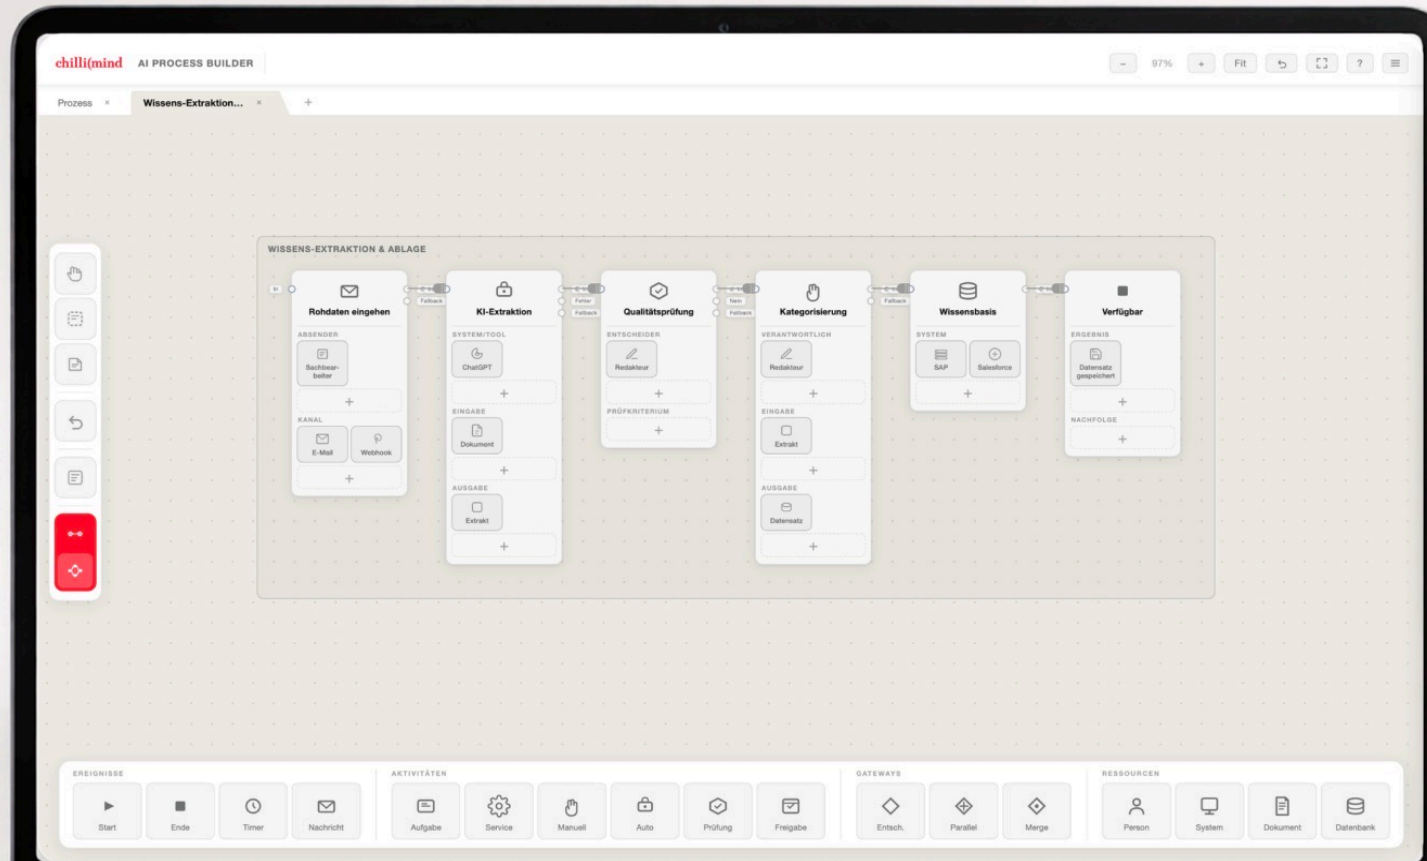 chilli(mind AI PROCESS BUILDER
− 97% + Fit ?
Prozess × Wissens-Extraktion... × +
WISSENS-EXTRAKTION & ABLAGE
In
Rohdaten eingehen
ABSENDER
Sachbear-
beiter
+
KANAL
E-Mail Webhook
+
Fallback
KI-Extraktion
SYSTEM/TOOL
ChatGPT
+
EINGABE
Dokument
+
AUSGABE
Extrakt
+
Fehler
Fallback
Qualitätsprüfung
ENTSCHEIDER
Redakteur
+
PRÜFKRITERIUM
+
Nein
Fallback
Kategorisierung
VERANTWORTLICH
Redakteur
+
EINGABE
Extrakt
+
AUSGABE
Datensatz
+
Fallback
Wissensbasis
SYSTEM
SAP Salesforce
+
Verfügbar
ERGEBNIS
Datensatz
gespeichert
+
NACHFOLGE
+
EREIGNISSE
Start Ende Timer Nachricht
AKTIVITÄTEN
Aufgabe Service Manuell Auto Prüfung Freigabe
GATEWAYS
Entsch. Parallel Merge
RESSOURCEN
Person System Dokument Datenbank